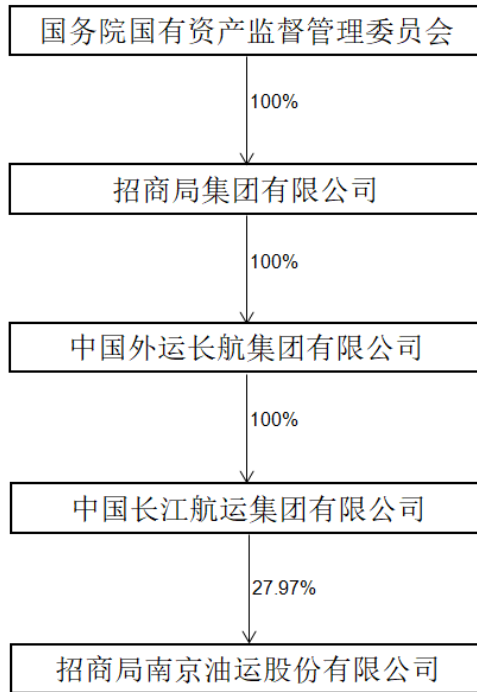 国务院国有资产监督管理委员会
100%
招商局集团有限公司
100%
中国外运长航集团有限公司
100%
中国长江航运集团有限公司
27.97%
招商局南京油运股份有限公司